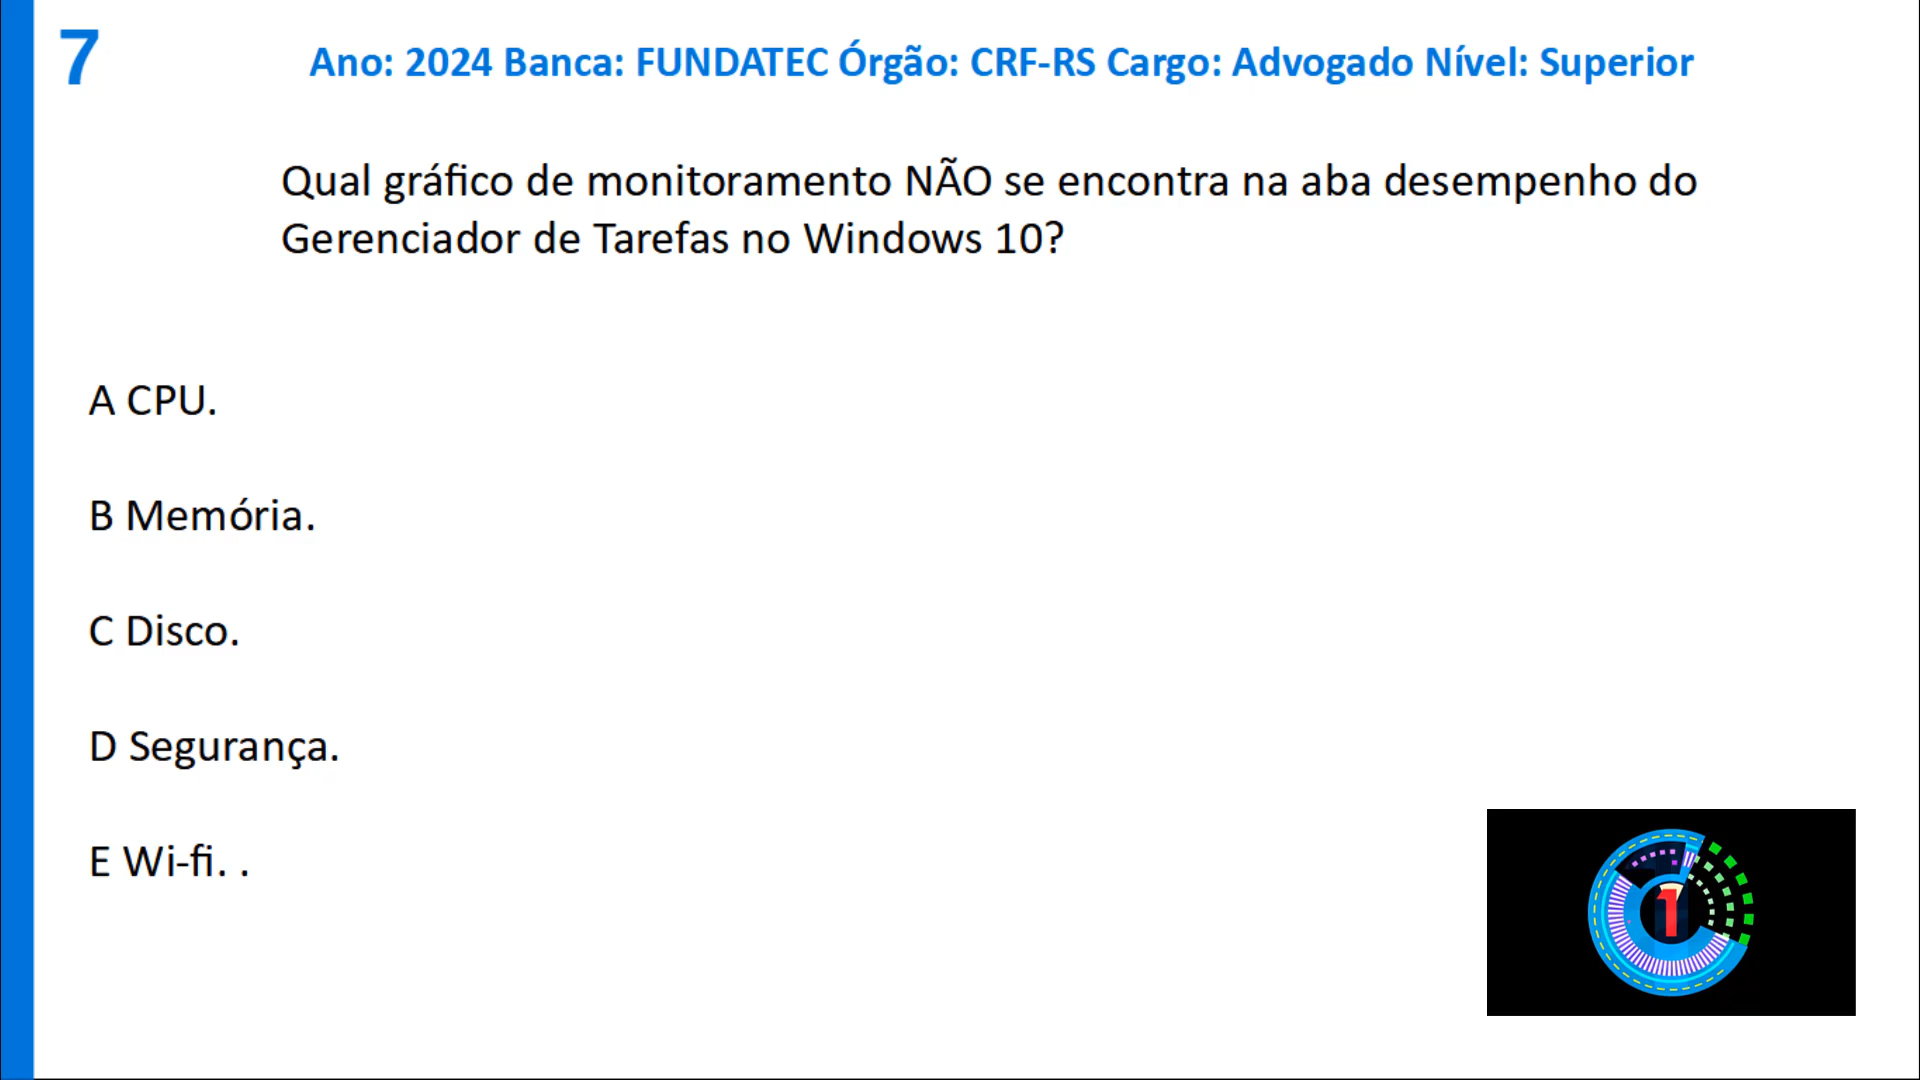 7
Ano: 2024 Banca: FUNDATEC Órgão: CRF-RS Cargo: Advogado Nível: Superior
Qual gráfico de monitoramento NÃO se encontra na aba desempenho do
Gerenciador de Tarefas no Windows 10?
A CPU.
B Memória.
C Disco.
D Segurança.
E Wi-fi. .
1